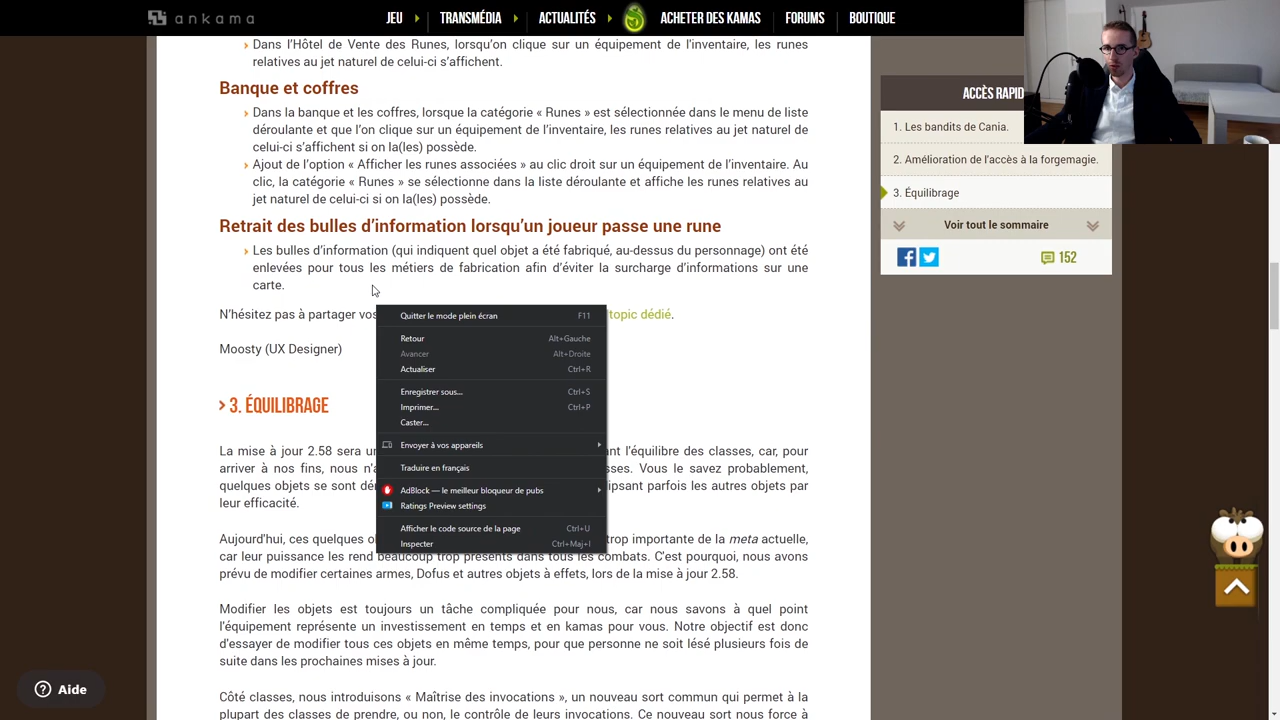 ankama
JEU
TRANSMÉDIA
ACTUALITÉS
ACHETER DES KAMAS
FORUMS
BOUTIQUE
Dans l'Hôtel de Vente des Runes, lorsqu'on clique sur un équipement de l'inventaire, les runes
relatives au jet naturel de celui-ci s'affichent.
Banque et coffres
Dans la banque et les coffres, lorsque la catégorie « Runes » est sélectionnée dans le menu de liste
déroulante et que l'on clique sur un équipement de l'inventaire, les runes relatives au jet naturel de
celui-ci s'affichent si on la(les) possède.
Ajout de l'option « Afficher les runes associées » au clic droit sur un équipement de l'inventaire. Au
clic, la catégorie « Runes » se sélectionne dans la liste déroulante et affiche les runes relatives au
jet naturel de celui-ci si on la(les) possède.
Retrait des bulles d'information lorsqu'un joueur passe une rune
Les bulles d'information (qui indiquent quel objet a été fabriqué, au-dessus du personnage) ont été
enlevées pour tous les métiers de fabrication afin d'éviter la surcharge d'informations sur une
carte.
N'hésitez pas à partager vos topic dédié.
Moosty (UX Designer)
3. ÉQUILIBRAGE
La mise à jour 2.58 sera l'équilibre des classes, car, pour
arriver à nos fins, nous Vous le savez probablement,
quelques objets se sont parfois les autres objets par
leur efficacité.
Aujourd'hui, ces quelques trop importante de la meta actuelle,
car leur puissance les rend beaucoup trop présents dans tous les combats. C'est pourquoi, nous avons
prévu de modifier certaines armes, Dofus et autres objets à effets, lors de la mise à jour 2.58.
Modifier les objets est toujours un tâche compliquée pour nous, car nous savons à quel point
l'équipement représente un investissement en temps et en kamas pour vous. Notre objectif est donc
d'essayer de modifier tous ces objets en même temps, pour que personne ne soit lésé plusieurs fois de
suite dans les prochaines mises à jour.
Côté classes, nous introduisons « Maîtrise des invocations », un nouveau sort commun qui permet à la
plupart des classes de prendre, ou non, le contrôle de leurs invocations. Ce nouveau sort nous force à
Quitter le mode plein écran F11
Retour Alt+Gauche
Avancer Alt+Droite
Actualiser Ctrl+R
Enregistrer sous... Ctrl+S
Imprimer... Ctrl+P
Caster...
Envoyer à vos appareils
Traduire en français
AdBlock — le meilleur bloqueur de pubs
Ratings Preview settings
Afficher le code source de la page Ctrl+U
Inspecter Ctrl+Maj+I
ACCÈS RAPID
1. Les bandits de Cania.
2. Amélioration de l'accès à la forgemagie.
3. Équilibrage
Voir tout le sommaire
152
Aide